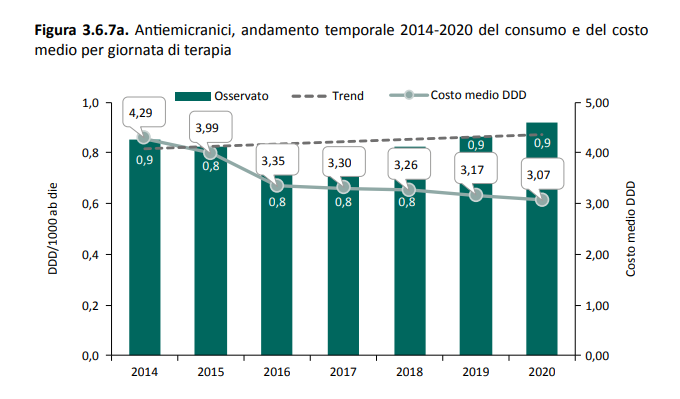 Figura 3.6.7a. Antiemicranici, andamento temporale 2014-2020 del consumo e del costo
medio per giornata di terapia
Osservato Trend Costo medio DDD
1,0 5,00
4,29
3,99
0,8 4,00
0,9 0,8 3,35 3,30 3,26 3,17 0,9 3,07 0,9
0,6 3,00
0,8 0,8 0,8
0,4 2,00
0,2 1,00
0,0 0,00
DDD/1000 ab die
Costo medio DDD
2014 2015 2016 2017 2018 2019 2020